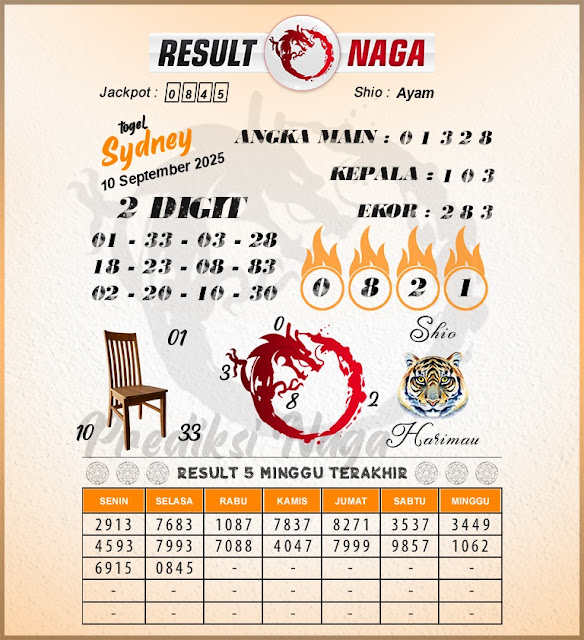 RESULT NAGA
Jackpot : 0 8 4 5
Shio : Ayam
togel
Sydney
10 September 2025
ANGKA MAIN : 0 1 3 2 8
KEPALA : 1 0 3
EKOR : 2 8 3
2 DIGIT
01 - 33 - 03 - 28
18 - 23 - 08 - 83
02 - 20 - 10 - 30
0 8 2 1
01
10
33
0
3
8
2
Shio
Harimau
Prediksi Naga
RESULT 5 MINGGU TERAKHIR
SENIN SELASA RABU KAMIS JUMAT SABTU MINGGU
2913 7683 1087 7837 8271 3537 3449
4593 7993 7088 4047 7999 9857 1062
6915 0845 - - - - -
- - - - - - -
- - - - - - -